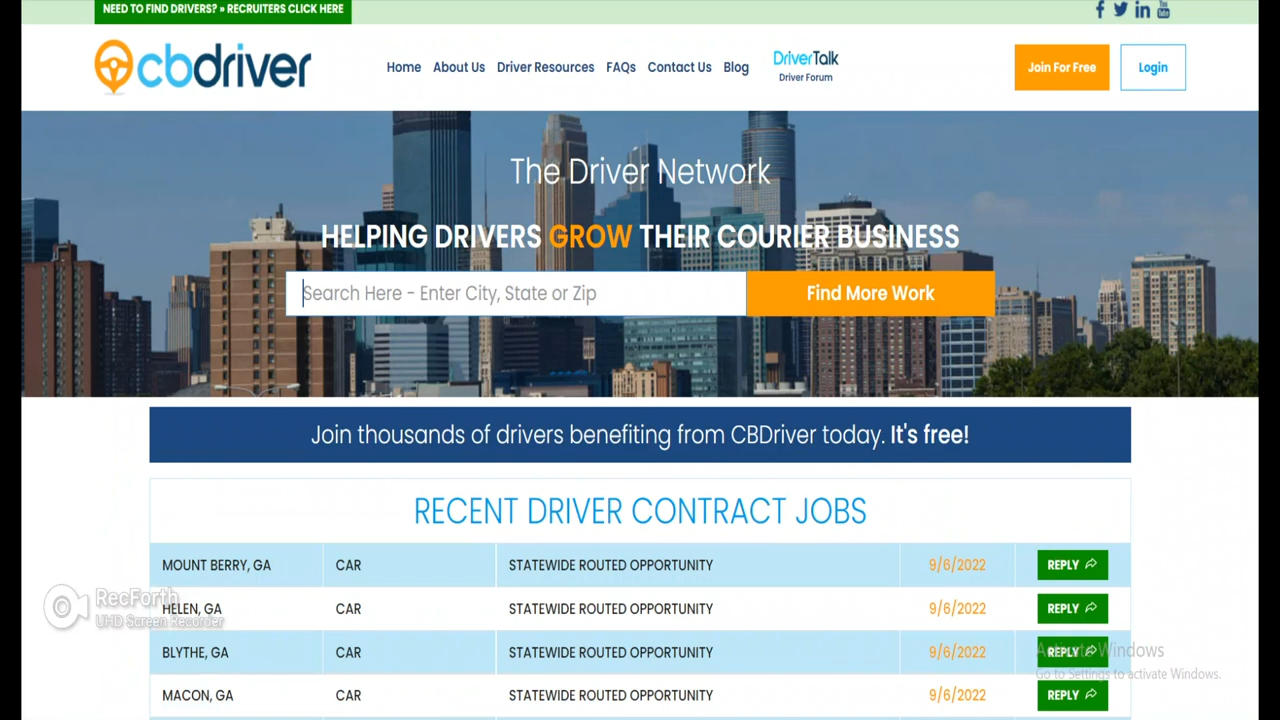 NEED TO FIND DRIVERS? » RECRUITERS CLICK HERE
cbdriver
Home About Us Driver Resources FAQs Contact Us Blog
DriverTalk
Driver Forum
Join For Free
Login
The Driver Network
HELPING DRIVERS GROW THEIR COURIER BUSINESS
Search Here - Enter City, State or Zip
Find More Work
Join thousands of drivers benefiting from CBDriver today. It's free!
RECENT DRIVER CONTRACT JOBS
MOUNT BERRY, GA CAR STATEWIDE ROUTED OPPORTUNITY 9/6/2022 REPLY
RecForth
HELEN, GA CAR STATEWIDE ROUTED OPPORTUNITY 9/6/2022 REPLY
UHD Screen Recorder
BLYTHE, GA CAR STATEWIDE ROUTED OPPORTUNITY 9/6/2022 REPLY
Activate Windows
Go to Settings to activate Windows.
MACON, GA CAR STATEWIDE ROUTED OPPORTUNITY 9/6/2022 REPLY